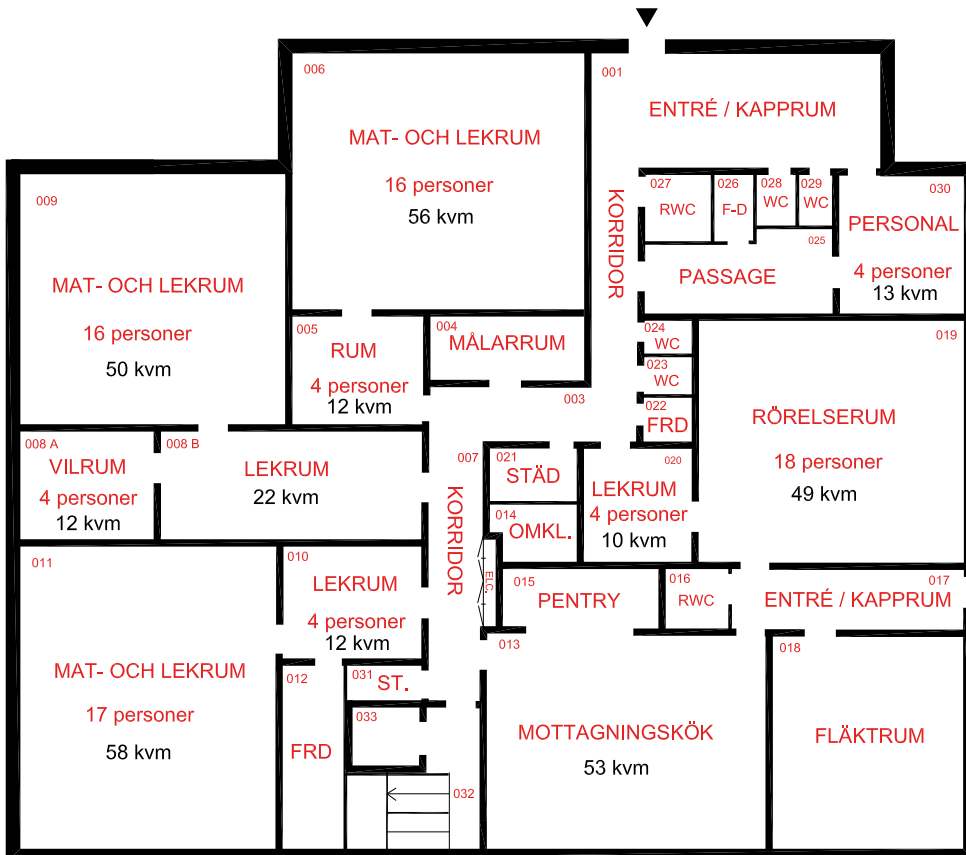 006
MAT- OCH LEKRUM
16 personer
56 kvm
001
ENTRÉ / KAPPRUM
KORRIDOR
027
RWC
026
F-D
028
WC
029
WC
025
PASSAGE
030
PERSONAL
4 personer
13 kvm
009
MAT- OCH LEKRUM
16 personer
50 kvm
005
RUM
4 personer
12 kvm
004
MÅLARRUM
003
024
WC
023
WC
022
FRD
019
RÖRELSERUM
18 personer
49 kvm
008 A
VILRUM
4 personer
12 kvm
008 B
LEKRUM
22 kvm
007
KORRIDOR
021
STÄD
014
OMKL.
020
LEKRUM
4 personer
10 kvm
ELC.
015
PENTRY
016
RWC
017
ENTRÉ / KAPPRUM
011
MAT- OCH LEKRUM
17 personer
58 kvm
010
LEKRUM
4 personer
12 kvm
012
FRD
031
ST.
033
032
013
MOTTAGNINGSKÖK
53 kvm
018
FLÄKTRUM